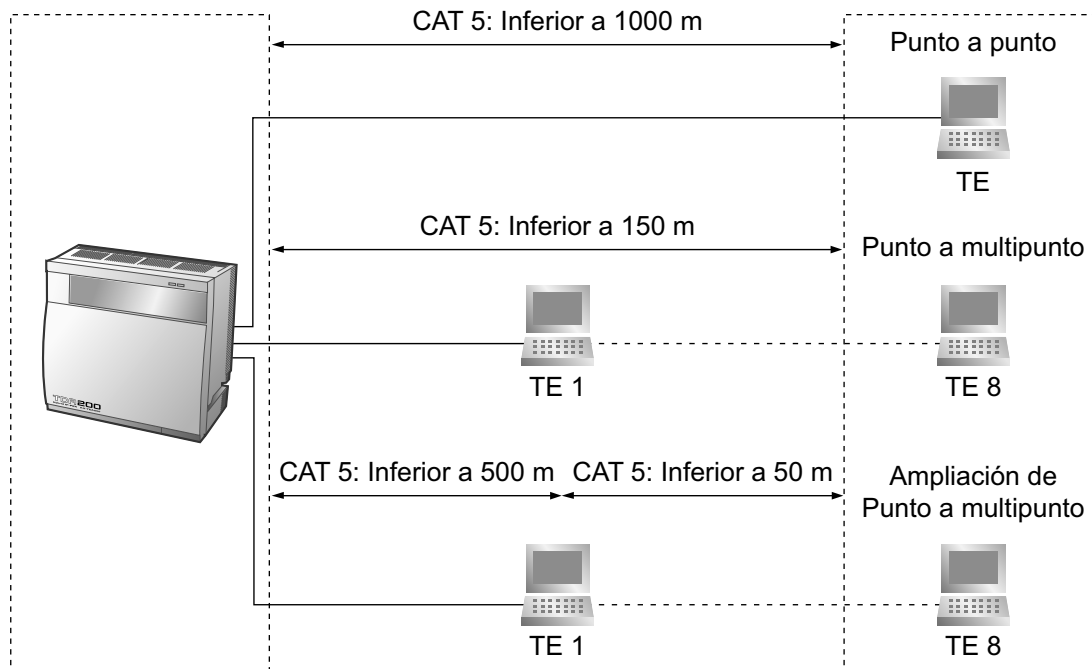 CAT 5: Inferior a 1000 m
Punto a punto
TE
CAT 5: Inferior a 150 m
Punto a multipunto
TE 1
TE 8
TDA200
CAT 5: Inferior a 500 m
CAT 5: Inferior a 50 m
Ampliación de
Punto a multipunto
TE 1
TE 8